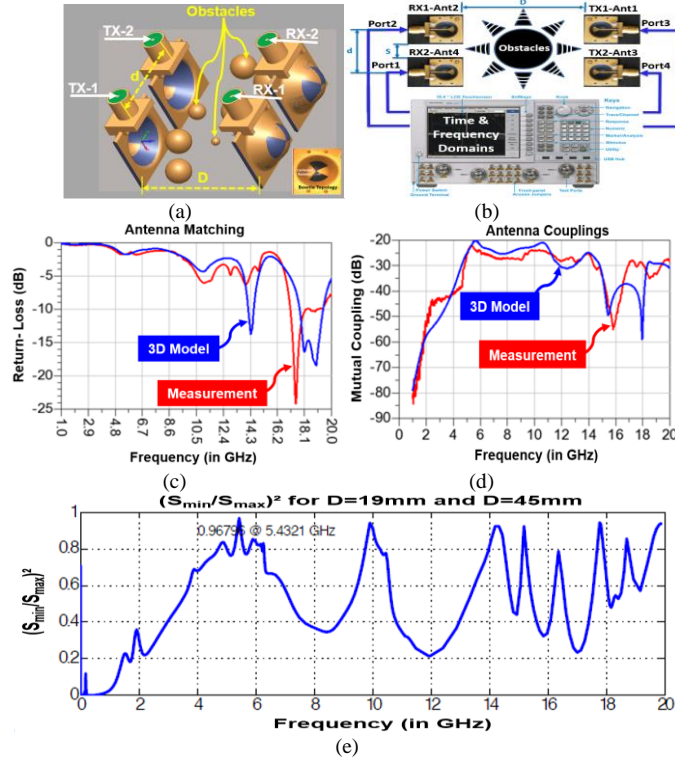 Obstacles
TX-2
RX-2
TX-1
d
RX-1
D
(a)
RX1-Ant2
D
TX1-Ant1
Port2
Port3
d
S
Obstacles
RX2-Ant4
TX2-Ant3
Port1
Port4
Keys
Time &
Frequency
Domains
(b)
Antenna Matching
0
-5
-10
-15
-20
-25
Return- Loss (dB)
3D Model
Measurement
1.0 2.9 4.8 6.7 8.6 10.5 12.4 14.3 16.2 18.1 20.0
Frequency (in GHz)
(c)
Antenna Couplings
-20
-30
-40
-50
-60
-70
-80
-90
Mutual Coupling (dB)
3D Model
Measurement
0 2 4 6 8 10 12 14 16 18 20
Frequency (in GHz)
(d)
(Smin/Smax)² for D=19mm and D=45mm
0.96796 @ 5.4321 GHz
1
0.8
0.6
0.4
0.2
0
(Smin/Smax)²
0 2 4 6 8 10 12 14 16 18 20
Frequency (in GHz)
(e)